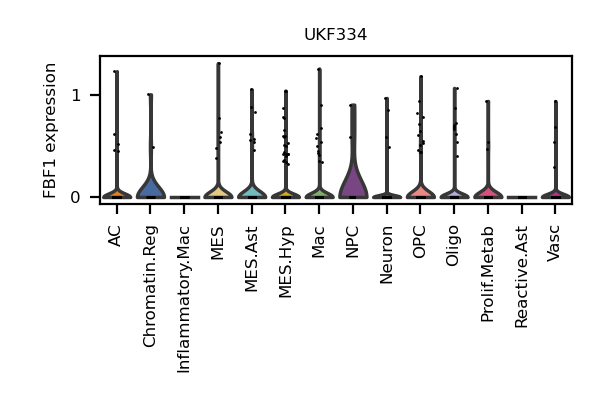 UKF334
FBF1 expression
1
0
AC
Chromatin.Reg
Inflammatory.Mac
MES
MES.Ast
MES.Hyp
Mac
NPC
Neuron
OPC
Oligo
Prolif.Metab
Reactive.Ast
Vasc